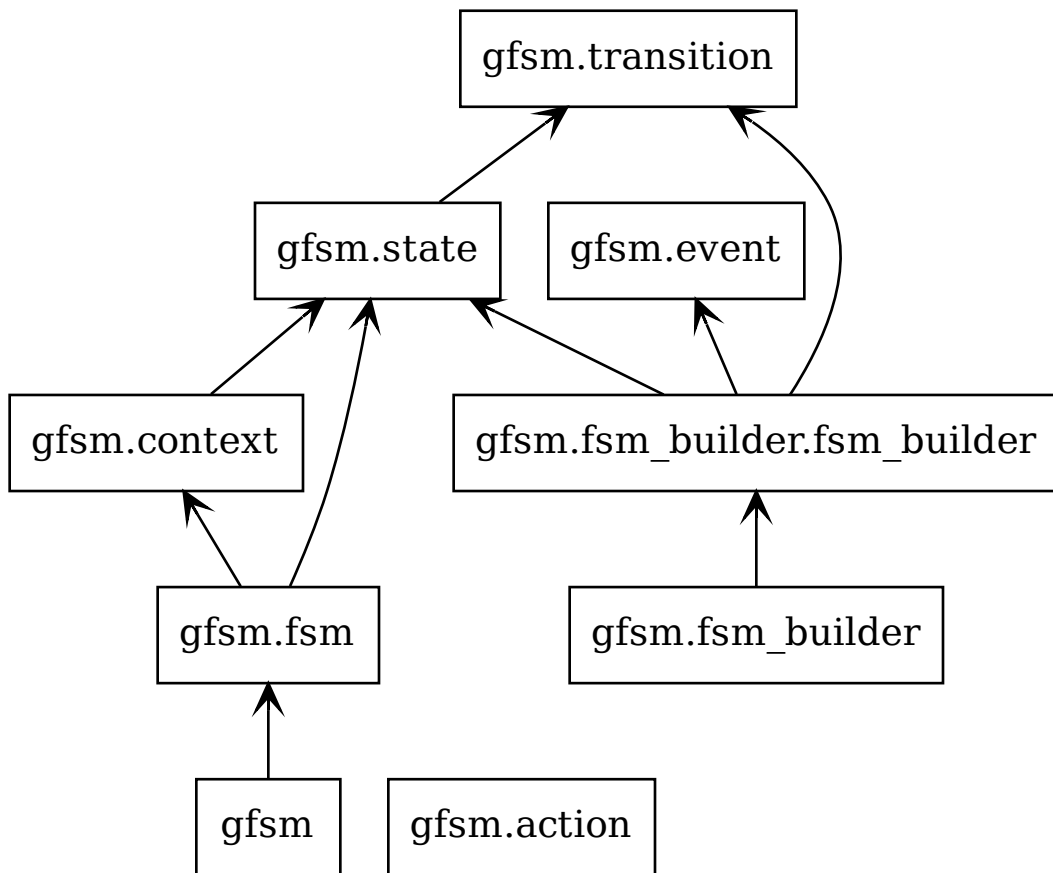 gfsm.transition
gfsm.state
gfsm.event
gfsm.context
gfsm.fsm_builder.fsm_builder
gfsm.fsm
gfsm.fsm_builder
gfsm
gfsm.action